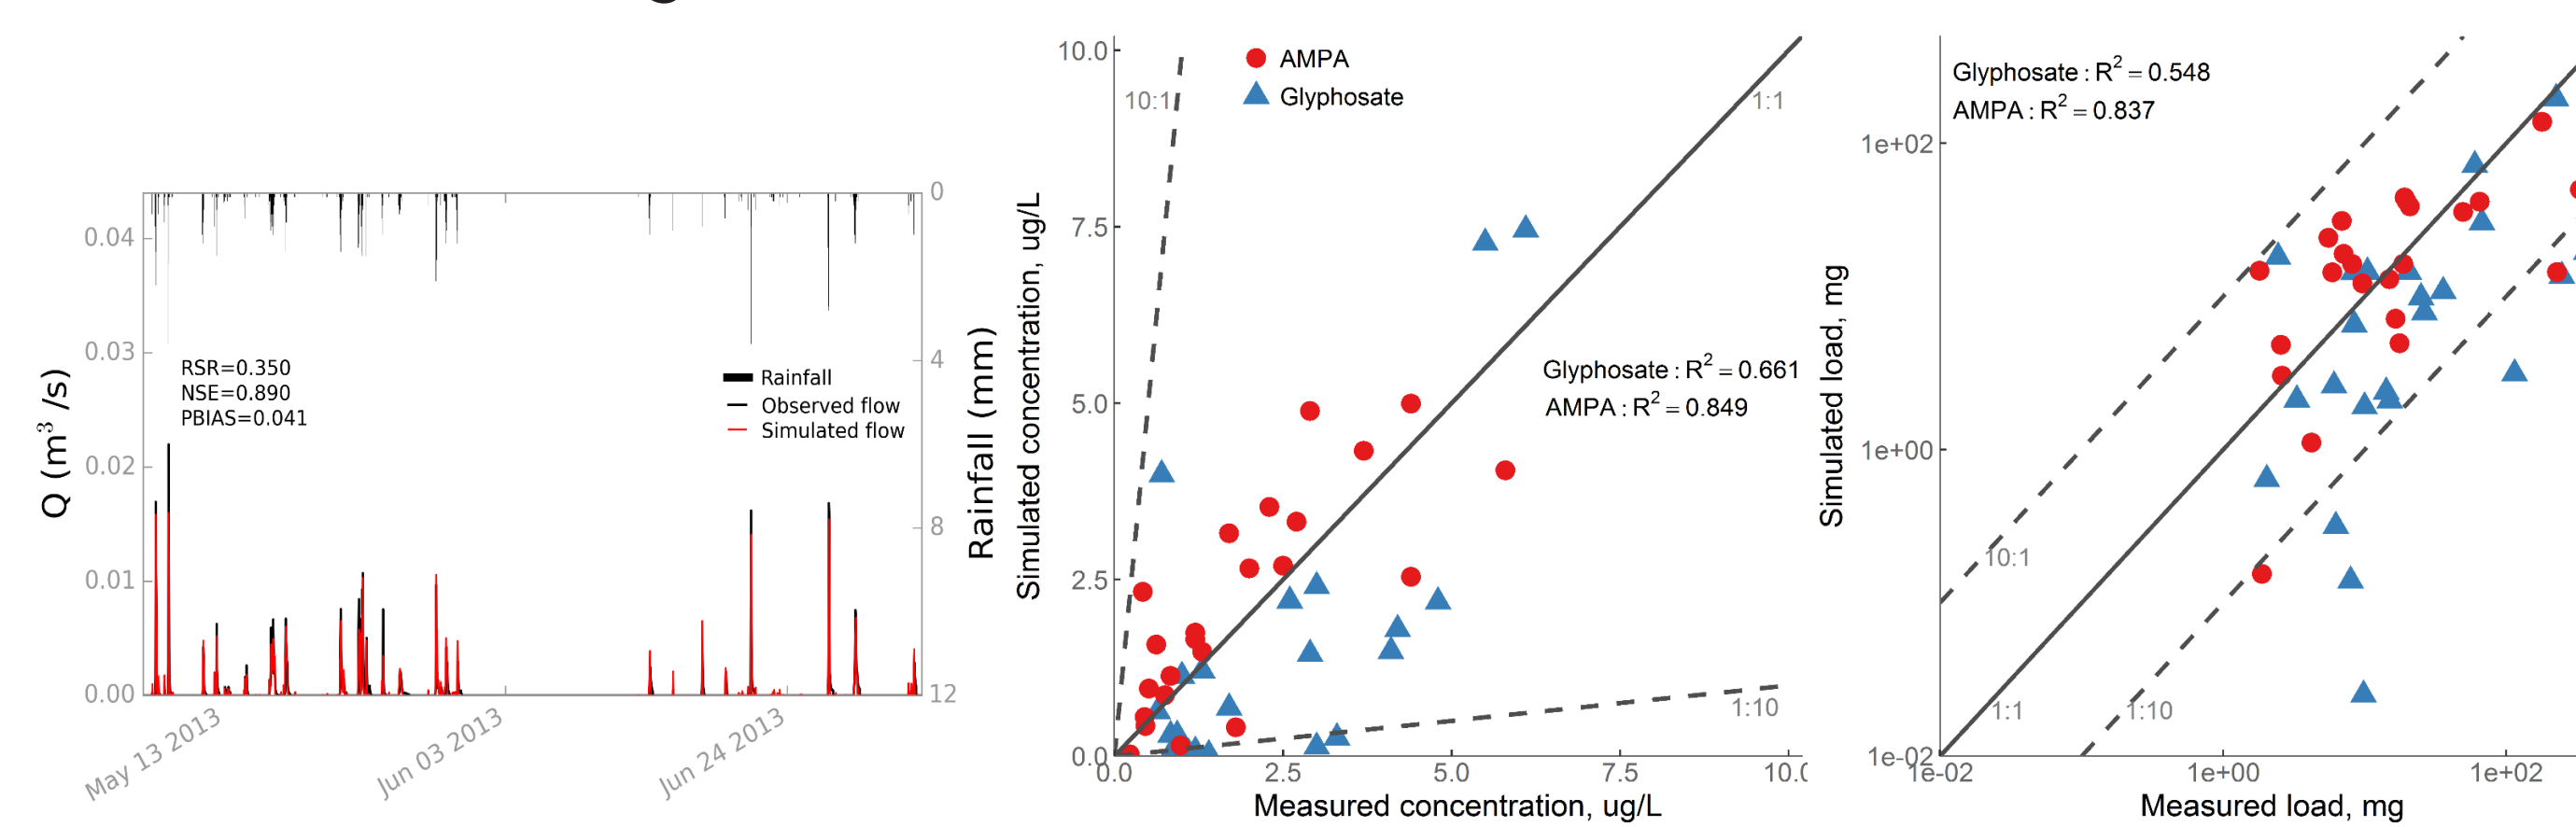 0
0.04
0.03
0.02
0.01
0.00
4
8
12
Q (m³ /s)
Rainfall (mm)
RSR=0.350
NSE=0.890
PBIAS=0.041
Rainfall
Observed flow
Simulated flow
May 13 2013
Jun 03 2013
Jun 24 2013
Simulated concentration, ug/L
10.0
7.5
5.0
2.5
0.0
AMPA
Glyphosate
10:1
1:1
Glyphosate : R² = 0.661
AMPA : R² = 0.849
1:10
0.0
2.5
5.0
7.5
10.0
Measured concentration, ug/L
Simulated load, mg
Glyphosate : R² = 0.548
AMPA : R² = 0.837
1e+02
1e+00
1e-02
10:1
1:1
1:10
1e-02
1e+00
1e+02
Measured load, mg